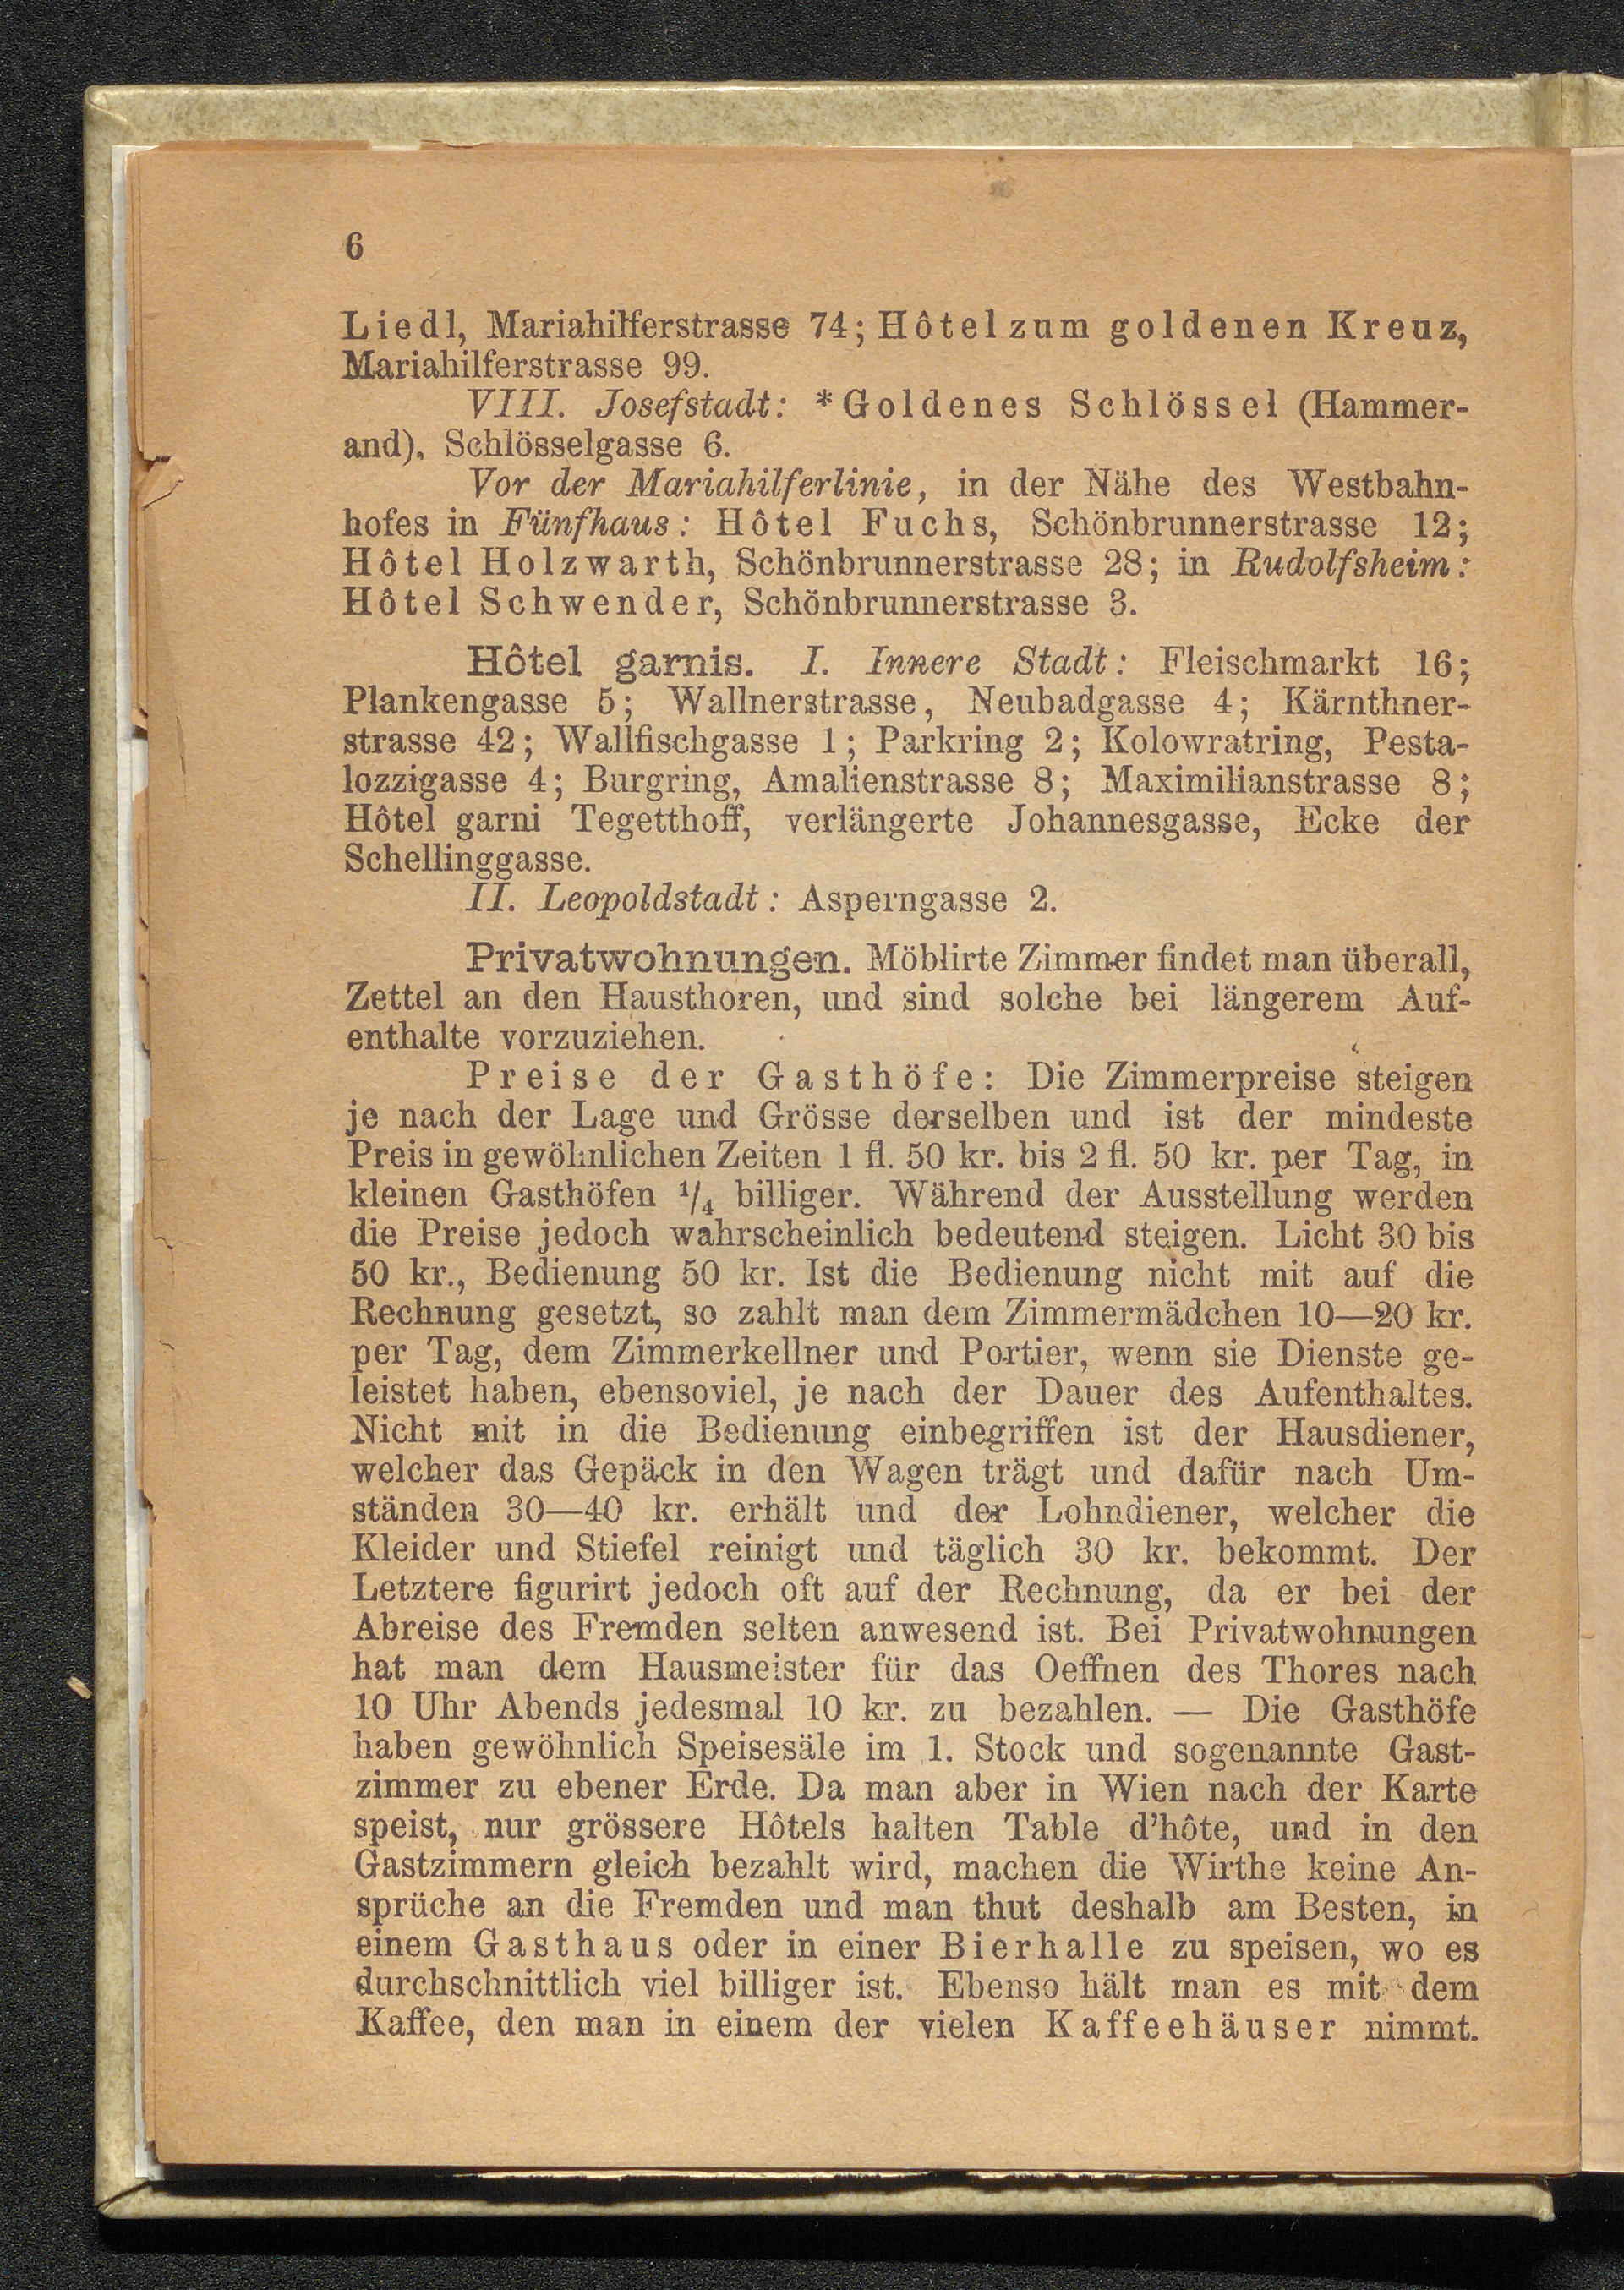 6
Liedl, Mariahilferstrasse 74; Hôtel zum goldenen Kreuz,
Mariahilferstrasse 99.
VIII. Josefstadt: *Goldenes Schlössel (Hammer-
and), Schlösselgasse 6.
Vor der Mariahilferlinie, in der Nähe des Westbahn-
hofes in Fünfhaus: Hôtel Fuchs, Schönbrunnerstrasse 12;
Hôtel Holzwarth, Schönbrunnerstrasse 28; in Rudolfsheim:
Hôtel Schwender, Schönbrunnerstrasse 3.
Hôtel garnis. I. Innere Stadt: Fleischmarkt 16;
Plankengasse 5; Wallnerstrasse, Neubadgasse 4; Kärnthner-
strasse 42; Wallfischgasse 1; Parkring 2; Kolowratring, Pesta-
lozzigasse 4; Burgring, Amalienstrasse 8; Maximilianstrasse 8;
Hôtel garni Tegetthoff, verlängerte Johannesgasse, Ecke der
Schellinggasse.
II. Leopoldstadt: Asperngasse 2.
Privatwohnungen. Möblirte Zimmer findet man überall,
Zettel an den Hausthoren, und sind solche bei längerem Auf-
enthalte vorzuziehen.
Preise der Gasthöfe: Die Zimmerpreise steigen
je nach der Lage und Grösse derselben und ist der mindeste
Preis in gewöhnlichen Zeiten 1 fl. 50 kr. bis 2 fl. 50 kr. per Tag, in
kleinen Gasthöfen 1/4 billiger. Während der Ausstellung werden
die Preise jedoch wahrscheinlich bedeutend steigen. Licht 30 bis
50 kr., Bedienung 50 kr. Ist die Bedienung nicht mit auf die
Rechnung gesetzt, so zahlt man dem Zimmermädchen 10—20 kr.
per Tag, dem Zimmerkellner und Portier, wenn sie Dienste ge-
leistet haben, ebensoviel, je nach der Dauer des Aufenthaltes.
Nicht mit in die Bedienung einbegriffen ist der Hausdiener,
welcher das Gepäck in den Wagen trägt und dafür nach Um-
ständen 30—40 kr. erhält und der Lohndiener, welcher die
Kleider und Stiefel reinigt und täglich 30 kr. bekommt. Der
Letztere figurirt jedoch oft auf der Rechnung, da er bei der
Abreise des Fremden selten anwesend ist. Bei Privatwohnungen
hat man dem Hausmeister für das Oeffnen des Thores nach
10 Uhr Abends jedesmal 10 kr. zu bezahlen. — Die Gasthöfe
haben gewöhnlich Speisesäle im 1. Stock und sogenannte Gast-
zimmer zu ebener Erde. Da man aber in Wien nach der Karte
speist, nur grössere Hôtels halten Table d'hôte, und in den
Gastzimmern gleich bezahlt wird, machen die Wirthe keine An-
sprüche an die Fremden und man thut deshalb am Besten, in
einem Gasthaus oder in einer Bierhalle zu speisen, wo es
durchschnittlich viel billiger ist. Ebenso hält man es mit dem
Kaffee, den man in einem der vielen Kaffeehäuser nimmt.